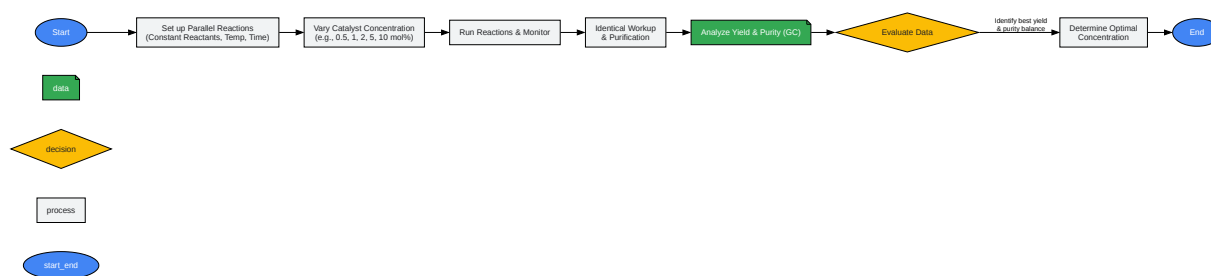 Start
Set up Parallel Reactions
(Constant Reactants, Temp, Time)
Vary Catalyst Concentration
(e.g., 0.5, 1, 2, 5, 10 mol%)
Run Reactions & Monitor
Identical Workup
& Purification
Analyze Yield & Purity (GC)
Evaluate Data
Identify best yield
& purity balance
Determine Optimal
Concentration
End
data
decision
process
start_end